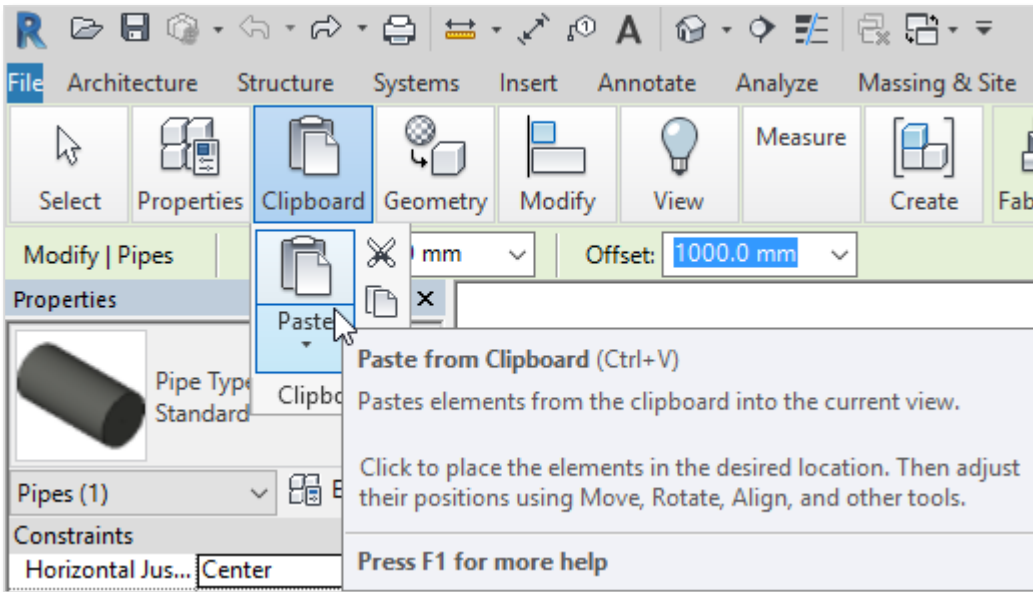 File Architecture Structure Systems Insert Annotate Analyze Massing & Site
Measure
Select Properties Clipboard Geometry Modify View Create
Modify | Pipes mm Offset: 1000.0 mm
Properties
Paste
Paste from Clipboard (Ctrl+V)
Pipe
Standard
Pastes elements from the clipboard into the current view.
Click to place the elements in the desired location. Then adjust
their positions using Move, Rotate, Align, and other tools.
Pipes (1)
Constraints
Horizontal Jus... Center
Press F1 for more help